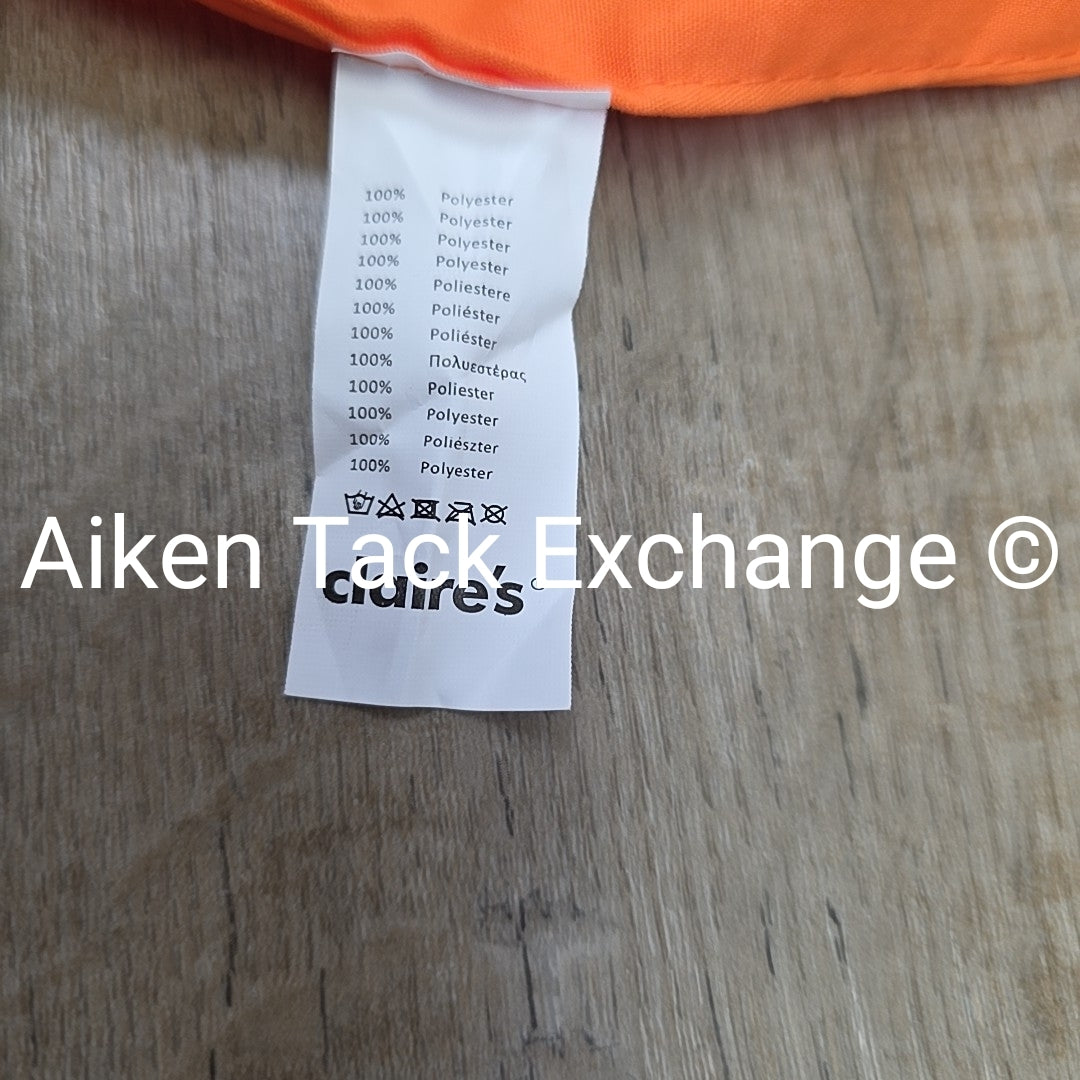 100% Polyester
100% Polyester
100% Polyester
100% Polyester
100% Poliestere
100% Poliéster
100% Poliéster
100% Πολυεστέρας
100% Poliester
100% Polyester
100% Poliészter
100% Polyester
Aiken Tack Exchange ©
claire's